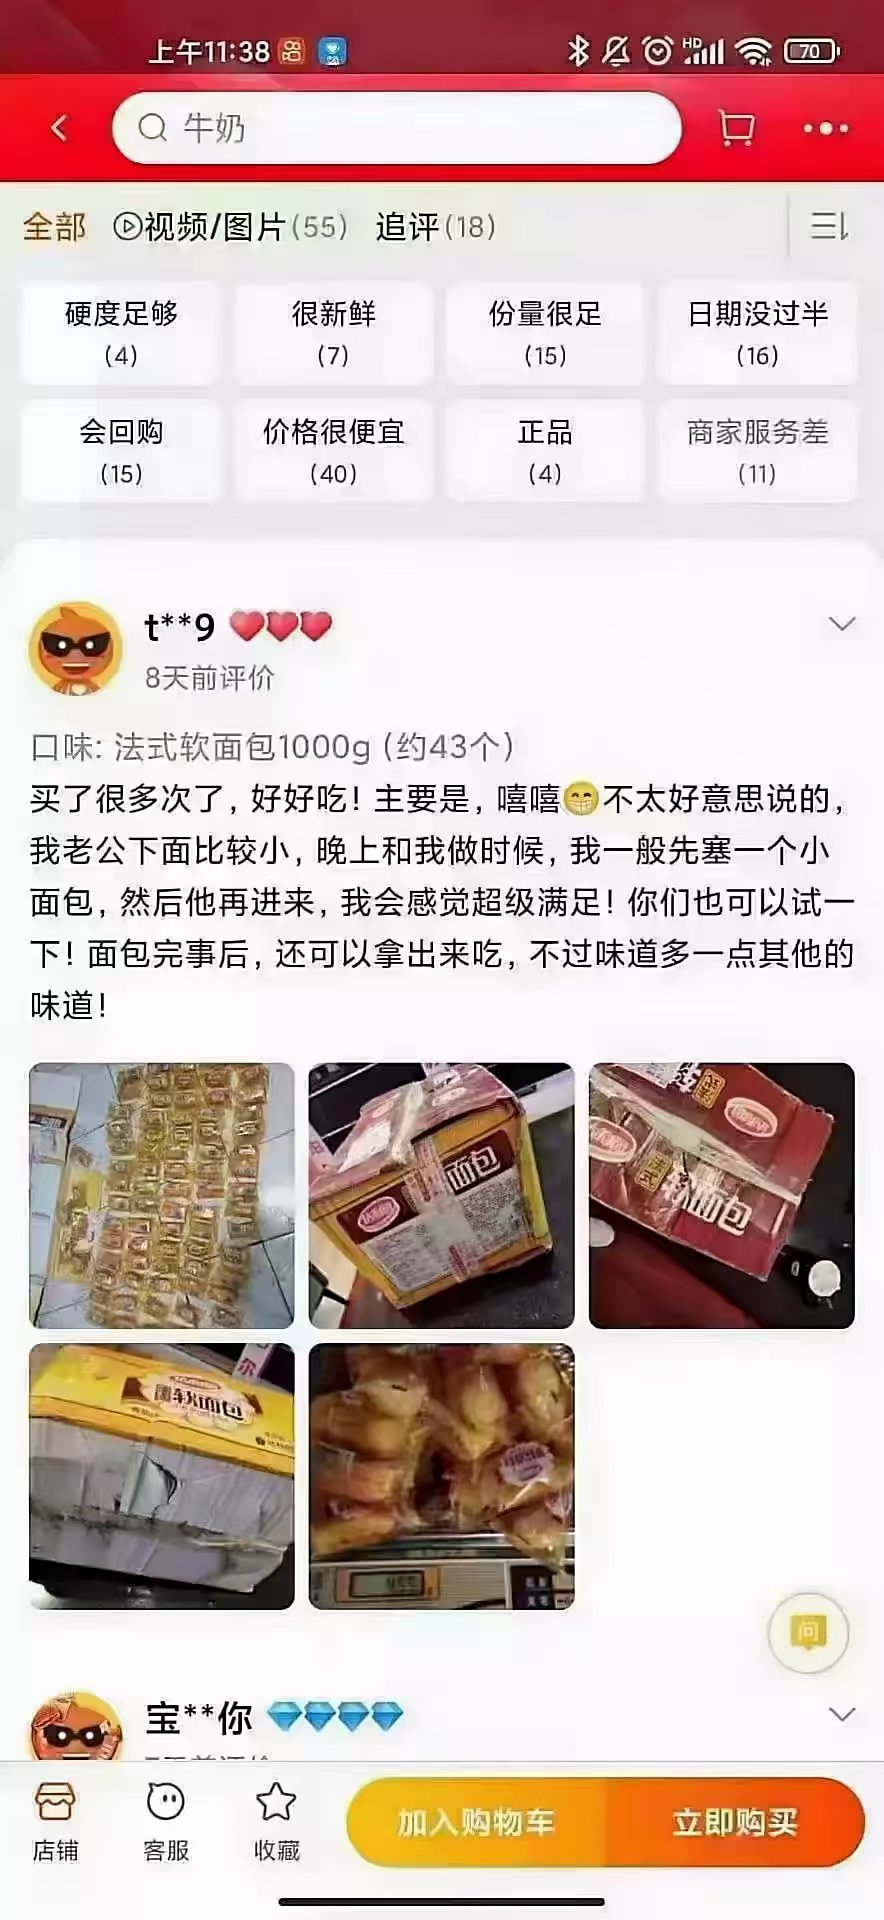 上午11:38
HD
70
牛奶
全部 视频/图片(55) 追评(18)
硬度足够 很新鲜 份量很足 日期没过半
(4) (7) (15) (16)
会回购 价格很便宜 正品 商家服务差
(15) (40) (4) (11)
t**9
8天前评价
口味: 法式软面包1000g (约43个)
买了很多次了, 好好吃! 主要是, 嘻嘻😁不太好意思说的,
我老公下面比较小, 晚上和我做时候, 我一般先塞一个小
面包, 然后他再进来, 我会感觉超级满足! 你们也可以试一
下! 面包完事后, 还可以拿出来吃, 不过味道多一点其他的
味道!
面包
法式
面包
软面包
问
宝**你
店铺 客服 收藏 加入购物车 立即购买